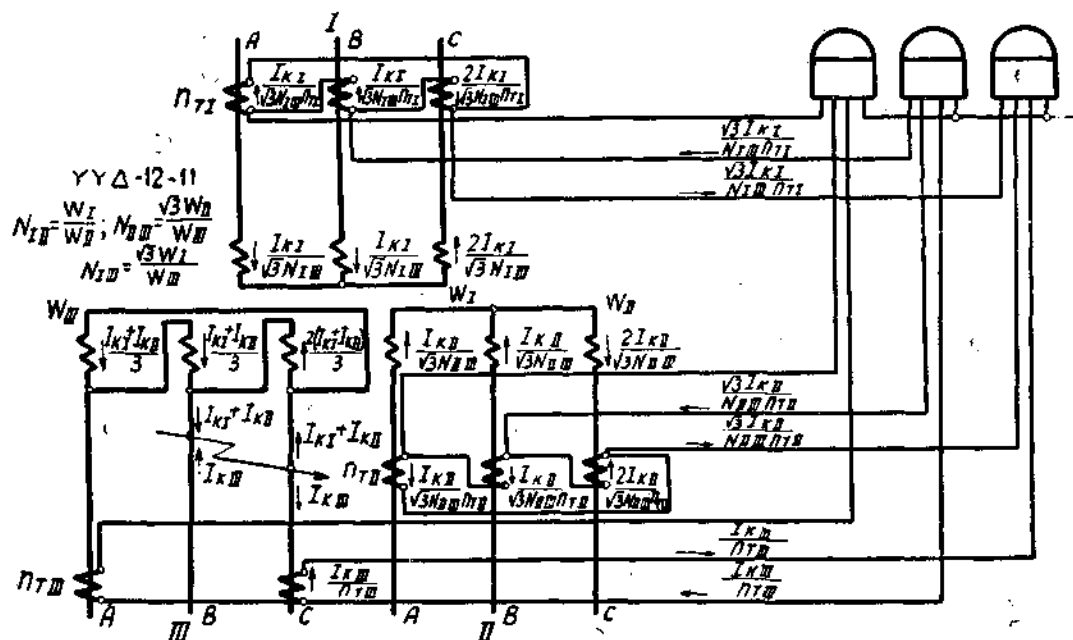 I
A B C
n_TI
I_KI/(√3N_IIII n_TI) I_KI/(√3N_IIII n_TI) 2I_KI/(√3N_IIII n_TI)
√3I_KI/(N_IIII n_TI)
√3I_KI/(N_IIII n_TI)
YYΔ-12-11
N_III=W_I/W_II; N_IIIII=√3W_II/W_III
N_IIII=√3W_I/W_III
I_KI/(√3N_IIII) I_KI/(√3N_IIII) 2I_KI/(√3N_IIII)
W_III W_I W_II
(I_KI+I_KII)/3 (I_KI+I_KII)/3 2(I_KI+I_KII)/3
I_KII/(√3N_IIIII) I_KII/(√3N_IIIII) 2I_KII/(√3N_IIIII)
√3I_KII/(N_IIIII n_TII)
√3I_KII/(N_IIIII n_TII)
I_KI+I_KII I_KI+I_KII
I_KIII I_KIII
n_TII
I_KII/(√3N_IIIII n_TII) I_KII/(√3N_IIIII n_TII) 2I_KII/(√3N_IIIII n_TII)
I_KIII/n_TIII
I_KIII/n_TIII
n_TIII I_KIII/n_TIII
A B C A B C
III II